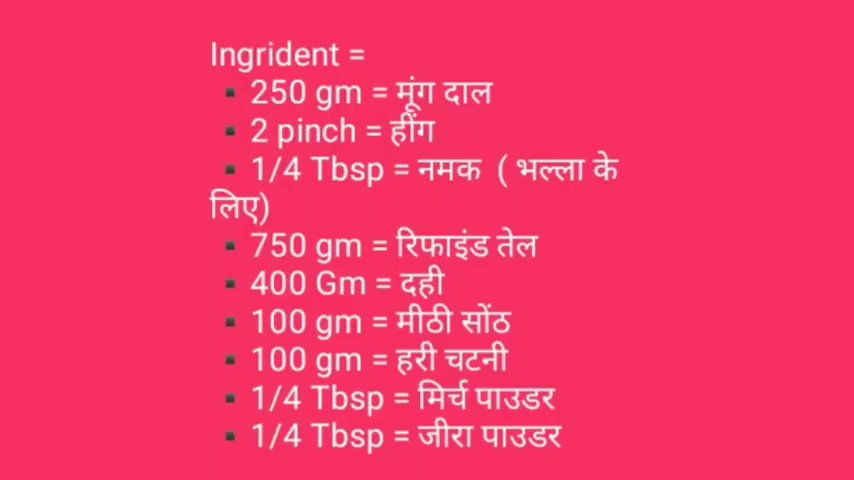 Ingrident =
▪ 250 gm = मूंग दाल
▪ 2 pinch = हींग
▪ 1/4 Tbsp = नमक ( भल्ला के
लिए)
▪ 750 gm = रिफाइंड तेल
▪ 400 Gm = दही
▪ 100 gm = मीठी सोंठ
▪ 100 gm = हरी चटनी
▪ 1/4 Tbsp = मिर्च पाउडर
▪ 1/4 Tbsp = जीरा पाउडर